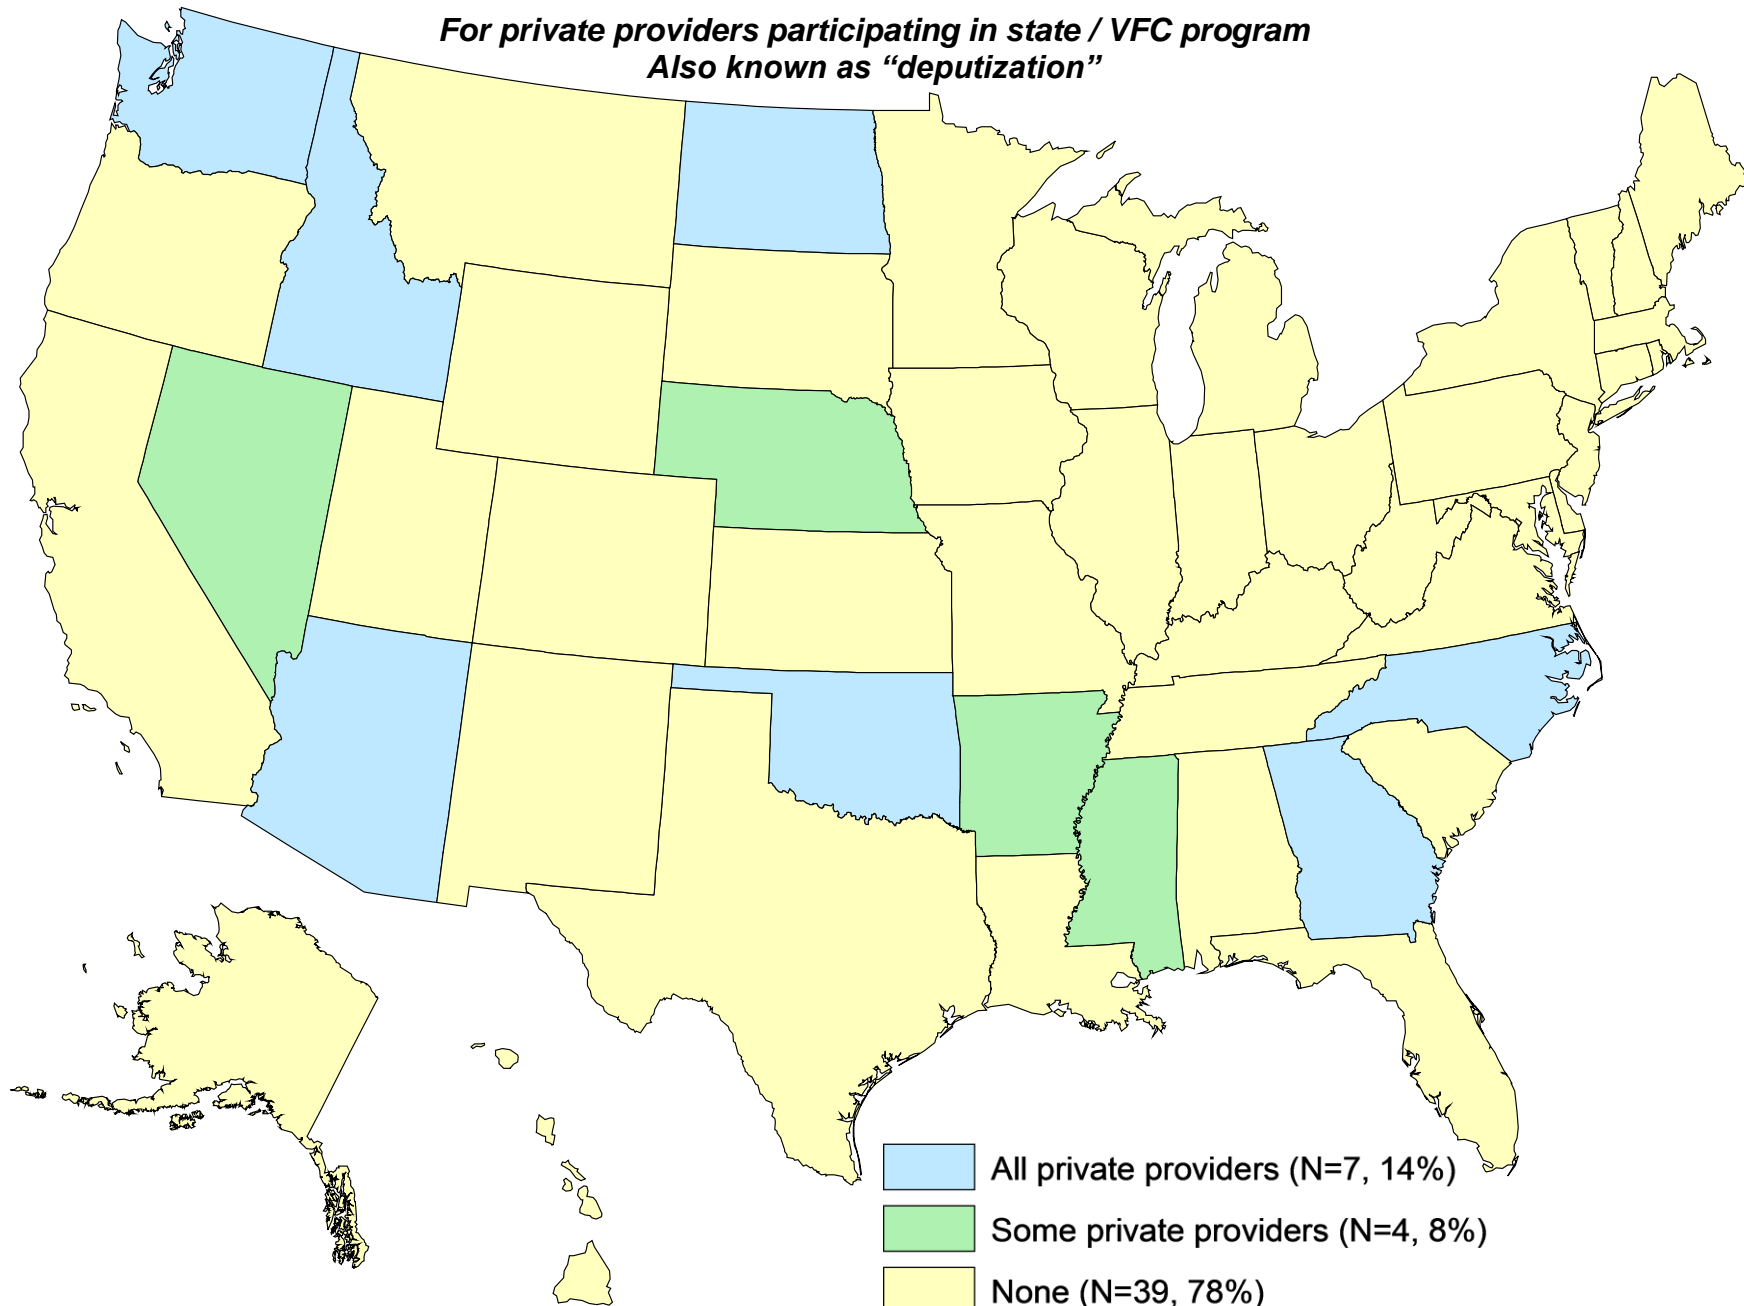 For private providers participating in state / VFC program
Also known as “deputization”
All private providers (N=7, 14%)
Some private providers (N=4, 8%)
None (N=39, 78%)